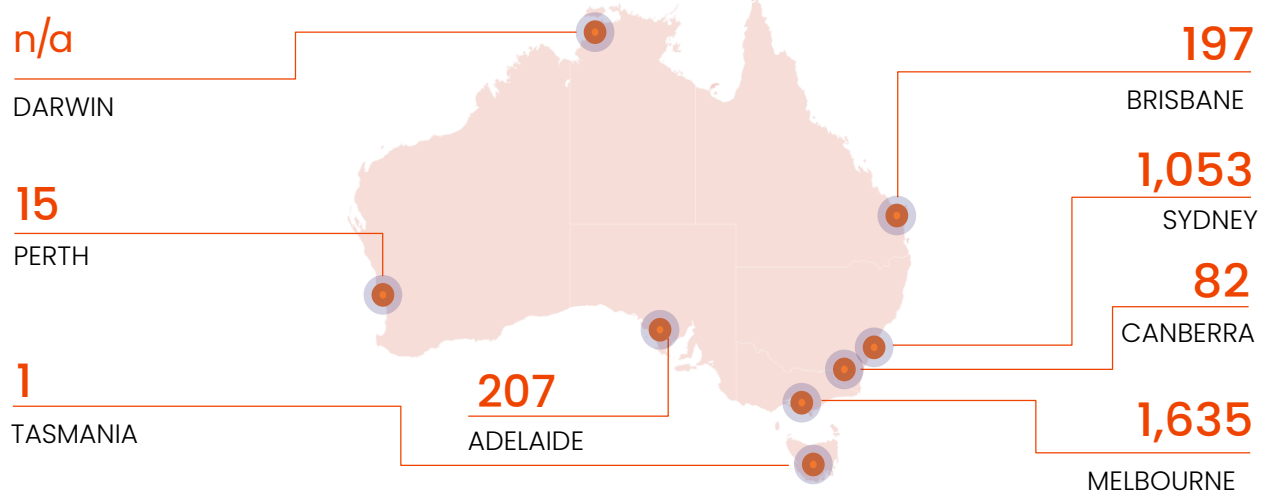 n/a
DARWIN
15
PERTH
1
TASMANIA
207
ADELAIDE
197
BRISBANE
1,053
SYDNEY
82
CANBERRA
1,635
MELBOURNE